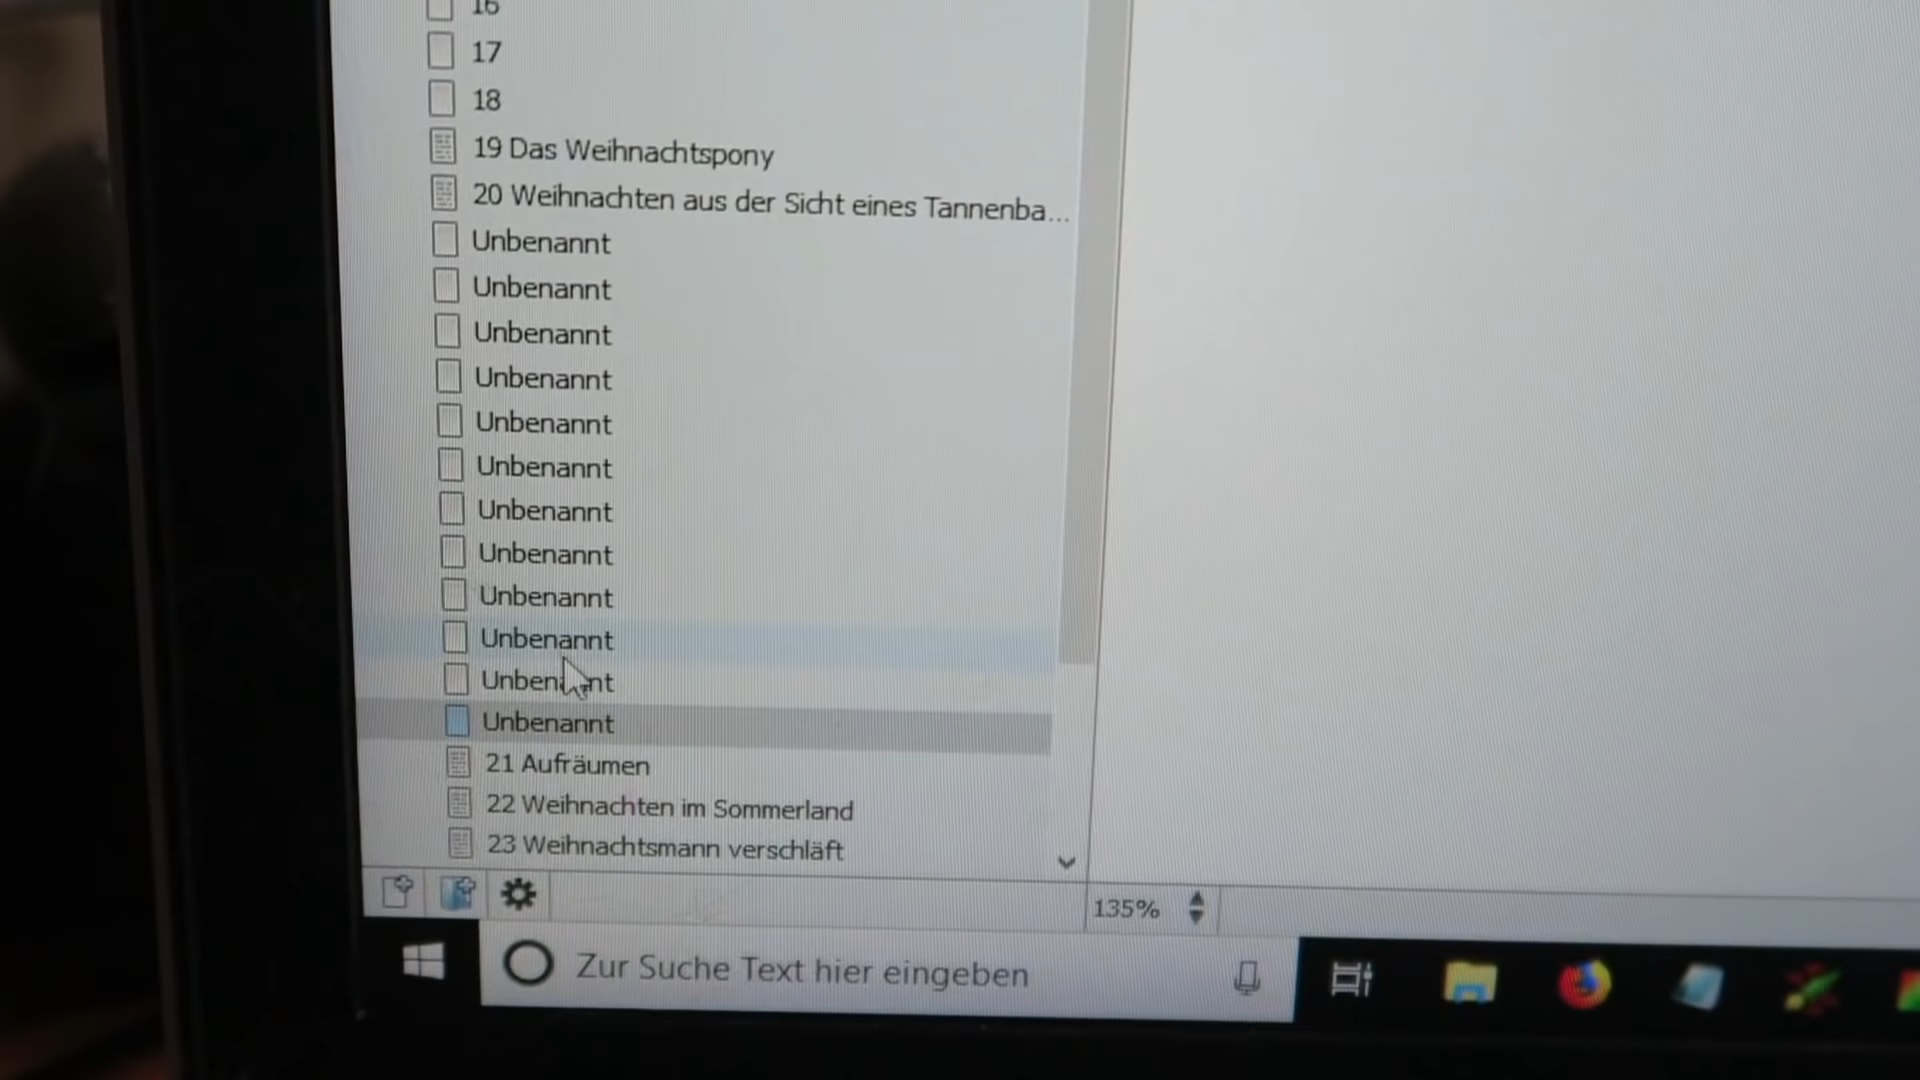 16
17
18
19 Das Weihnachtspony
20 Weihnachten aus der Sicht eines Tannenba...
Unbenannt
Unbenannt
Unbenannt
Unbenannt
Unbenannt
Unbenannt
Unbenannt
Unbenannt
Unbenannt
Unbenannt
Unbenannt
Unbenannt
21 Aufräumen
22 Weihnachten im Sommerland
23 Weihnachtsmann verschläft
135%
Zur Suche Text hier eingeben